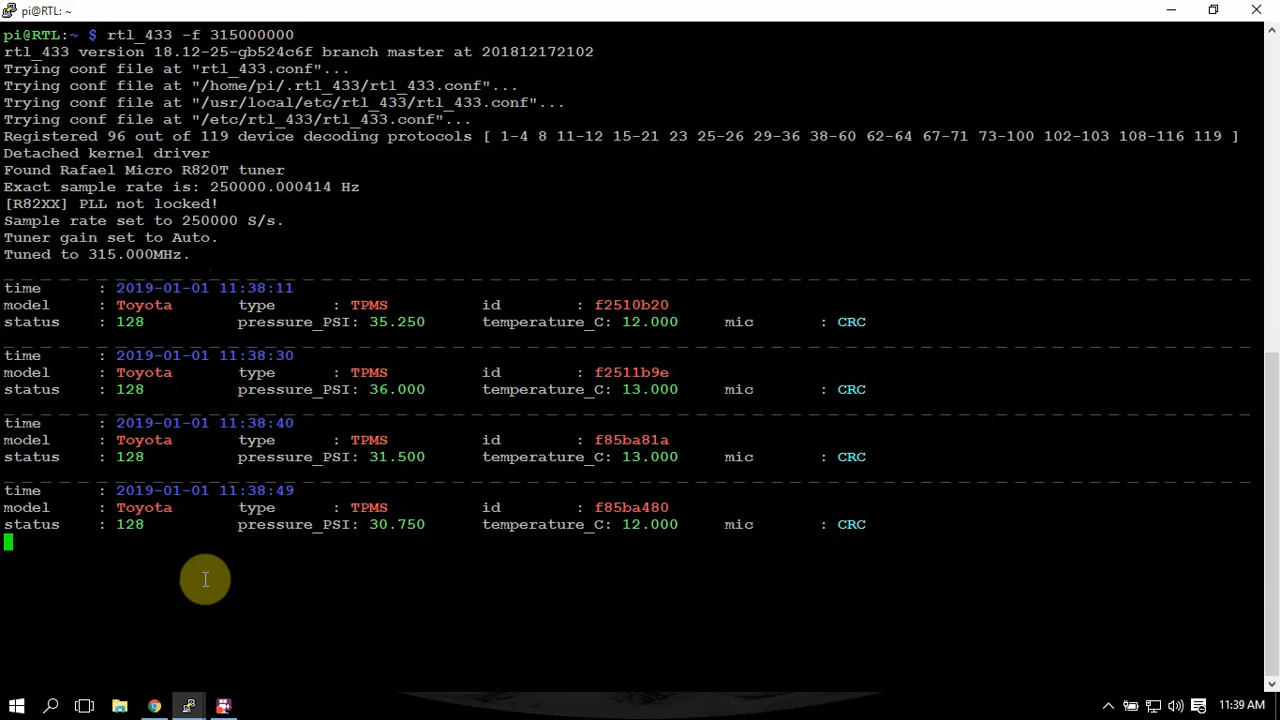 pi@RTL: ~
pi@RTL:~ $ rtl_433 -f 315000000
rtl_433 version 18.12-25-gb524c6f branch master at 201812172102
Trying conf file at "rtl_433.conf"...
Trying conf file at "/home/pi/.rtl_433/rtl_433.conf"...
Trying conf file at "/usr/local/etc/rtl_433/rtl_433.conf"...
Trying conf file at "/etc/rtl_433/rtl_433.conf"...
Registered 96 out of 119 device decoding protocols [ 1-4 8 11-12 15-21 23 25-26 29-36 38-60 62-64 67-71 73-100 102-103 108-116 119 ]
Detached kernel driver
Found Rafael Micro R820T tuner
Exact sample rate is: 250000.000414 Hz
[R82XX] PLL not locked!
Sample rate set to 250000 S/s.
Tuner gain set to Auto.
Tuned to 315.000MHz.
time : 2019-01-01 11:38:11
model : Toyota type : TPMS id : f2510b20
status : 128 pressure_PSI: 35.250 temperature_C: 12.000 mic : CRC
time : 2019-01-01 11:38:30
model : Toyota type : TPMS id : f2511b9e
status : 128 pressure_PSI: 36.000 temperature_C: 13.000 mic : CRC
time : 2019-01-01 11:38:40
model : Toyota type : TPMS id : f85ba81a
status : 128 pressure_PSI: 31.500 temperature_C: 13.000 mic : CRC
time : 2019-01-01 11:38:49
model : Toyota type : TPMS id : f85ba480
status : 128 pressure_PSI: 30.750 temperature_C: 12.000 mic : CRC
11:39 AM